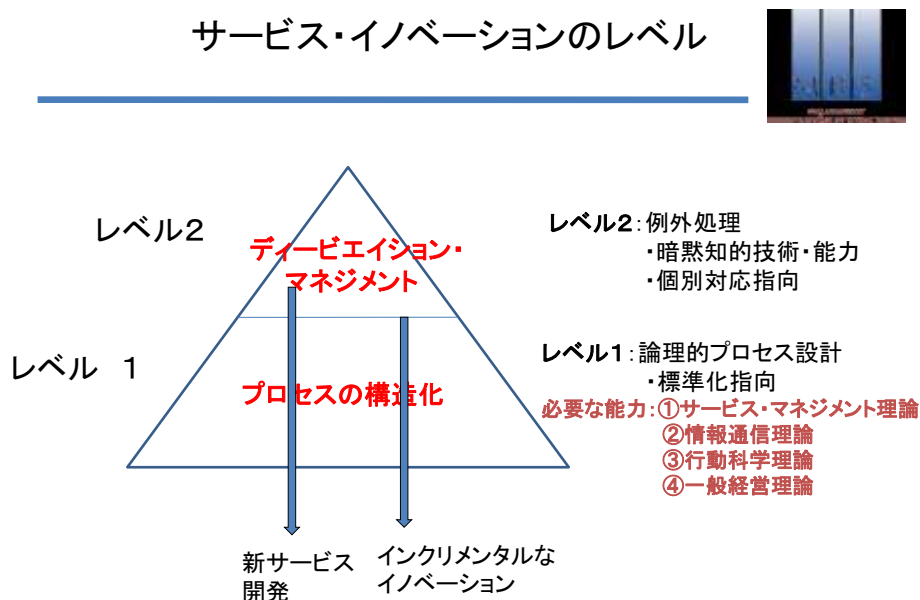 サービス・イノベーションのレベル
レベル2
ディービエイション・
マネジメント
レベル2：例外処理
・暗黙知的技術・能力
・個別対応指向
レベル　1
プロセスの構造化
レベル1：論理的プロセス設計
・標準化指向
必要な能力：①サービス・マネジメント理論
②情報通信理論
③行動科学理論
④一般経営理論
新サービス
開発
インクリメンタルな
イノベーション